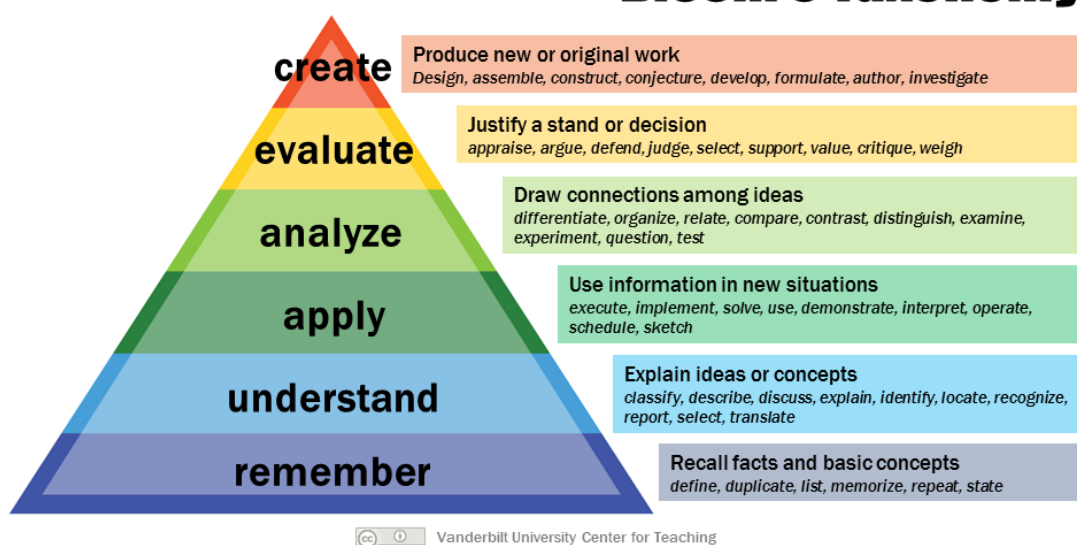 create
Produce new or original work
Design, assemble, construct, conjecture, develop, formulate, author, investigate
evaluate
Justify a stand or decision
appraise, argue, defend, judge, select, support, value, critique, weigh
analyze
Draw connections among ideas
differentiate, organize, relate, compare, contrast, distinguish, examine,
experiment, question, test
apply
Use information in new situations
execute, implement, solve, use, demonstrate, interpret, operate,
schedule, sketch
understand
Explain ideas or concepts
classify, describe, discuss, explain, identify, locate, recognize,
report, select, translate
remember
Recall facts and basic concepts
define, duplicate, list, memorize, repeat, state
cc Vanderbilt University Center for Teaching